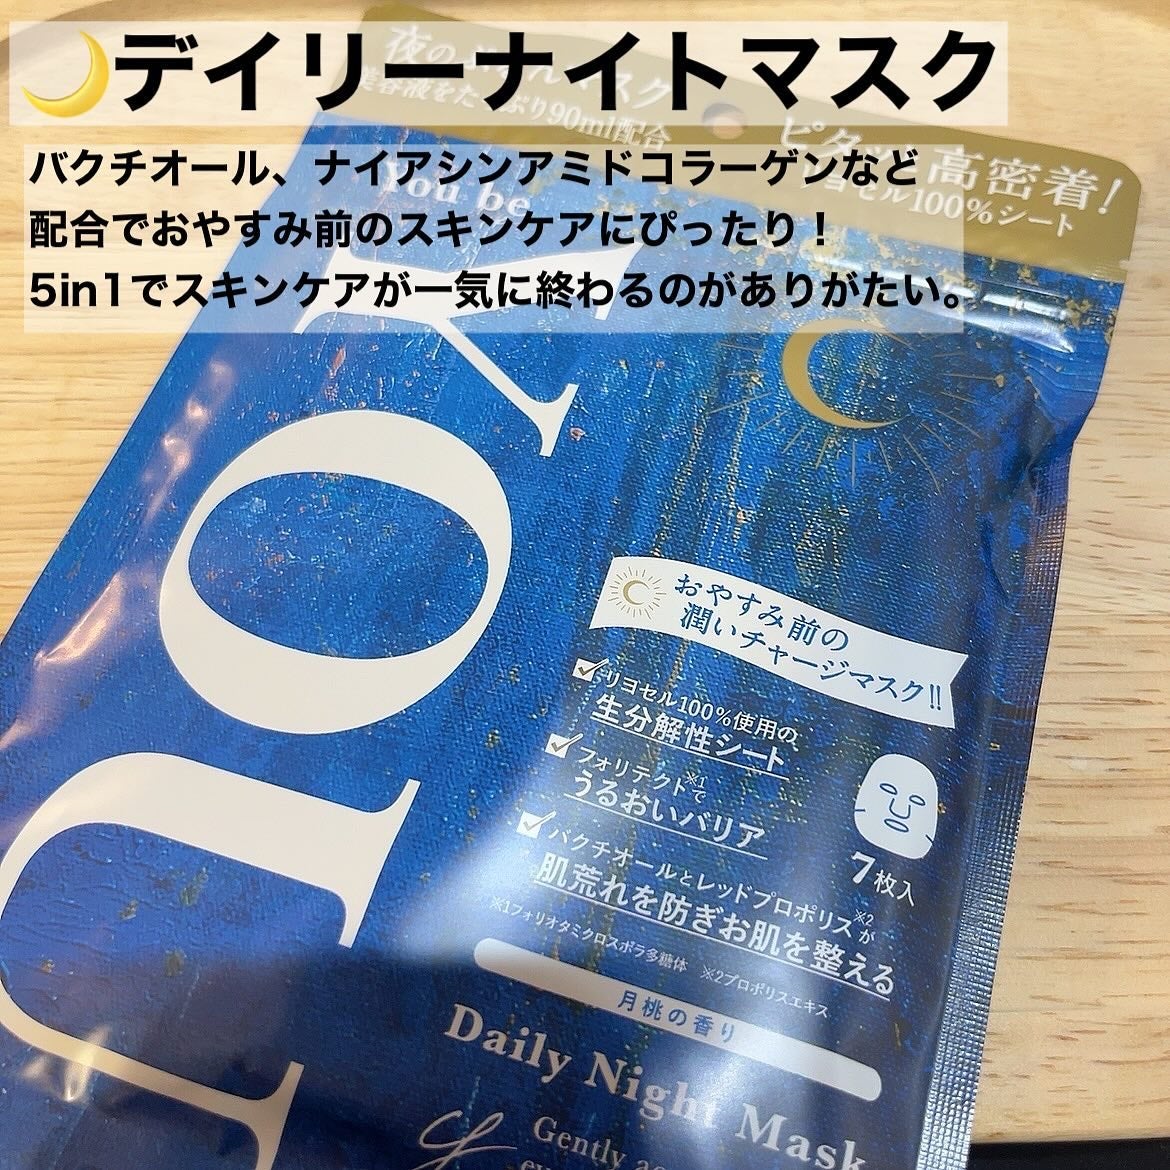 🌙デイリーナイトマスク
バクチオール、ナイアシンアミドコラーゲンなど
配合でおやすみ前のスキンケアにぴったり！
5in1でスキンケアが一気に終わるのがありがたい。
美容液をたっぷり90ml配合
高密着!
100%シート
You be
YOU
おやすみ前の
潤いチャージマスク!!
リヨセル100%使用の
生分解性シート
フォリテクト※1で
うるおいバリア
バクチオールとレッドプロポリス※2が
肌荒れを防ぎお肌を整える
※1フォリオタミクロスポラ多糖体 ※2プロポリスエキス
7枚入
月桃の香り
Daily Night Mask
Gently